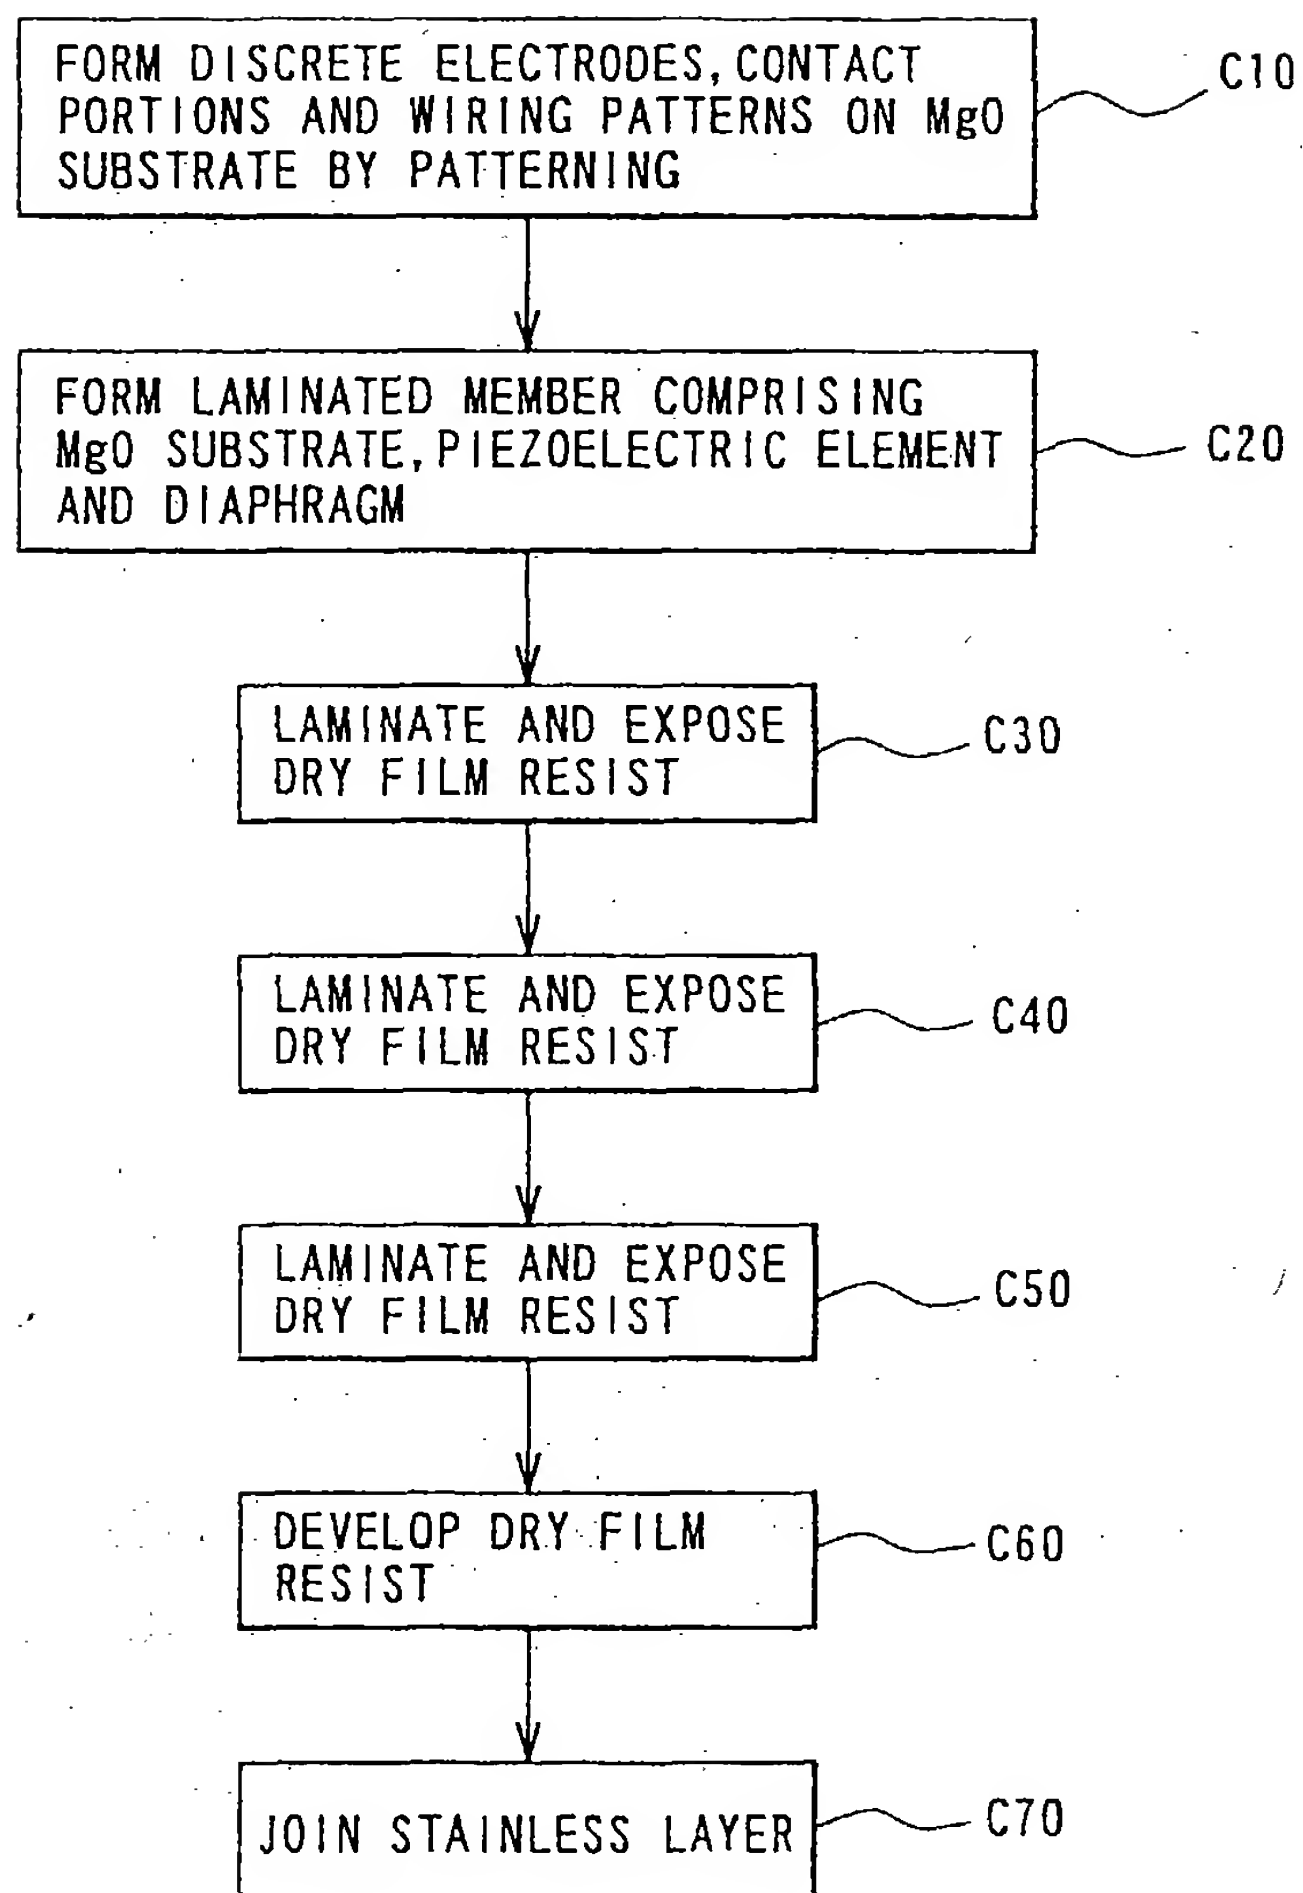 FORM DISCRETE ELECTRODES, CONTACT
PORTIONS AND WIRING PATTERNS ON MgO
SUBSTRATE BY PATTERNING
C10
FORM LAMINATED MEMBER COMPRISING
MgO SUBSTRATE, PIEZOELECTRIC ELEMENT
AND DIAPHRAGM
C20
LAMINATE AND EXPOSE
DRY FILM RESIST
C30
LAMINATE AND EXPOSE
DRY FILM RESIST
C40
LAMINATE AND EXPOSE
DRY FILM RESIST
C50
DEVELOP DRY FILM
RESIST
C60
JOIN STAINLESS LAYER
C70